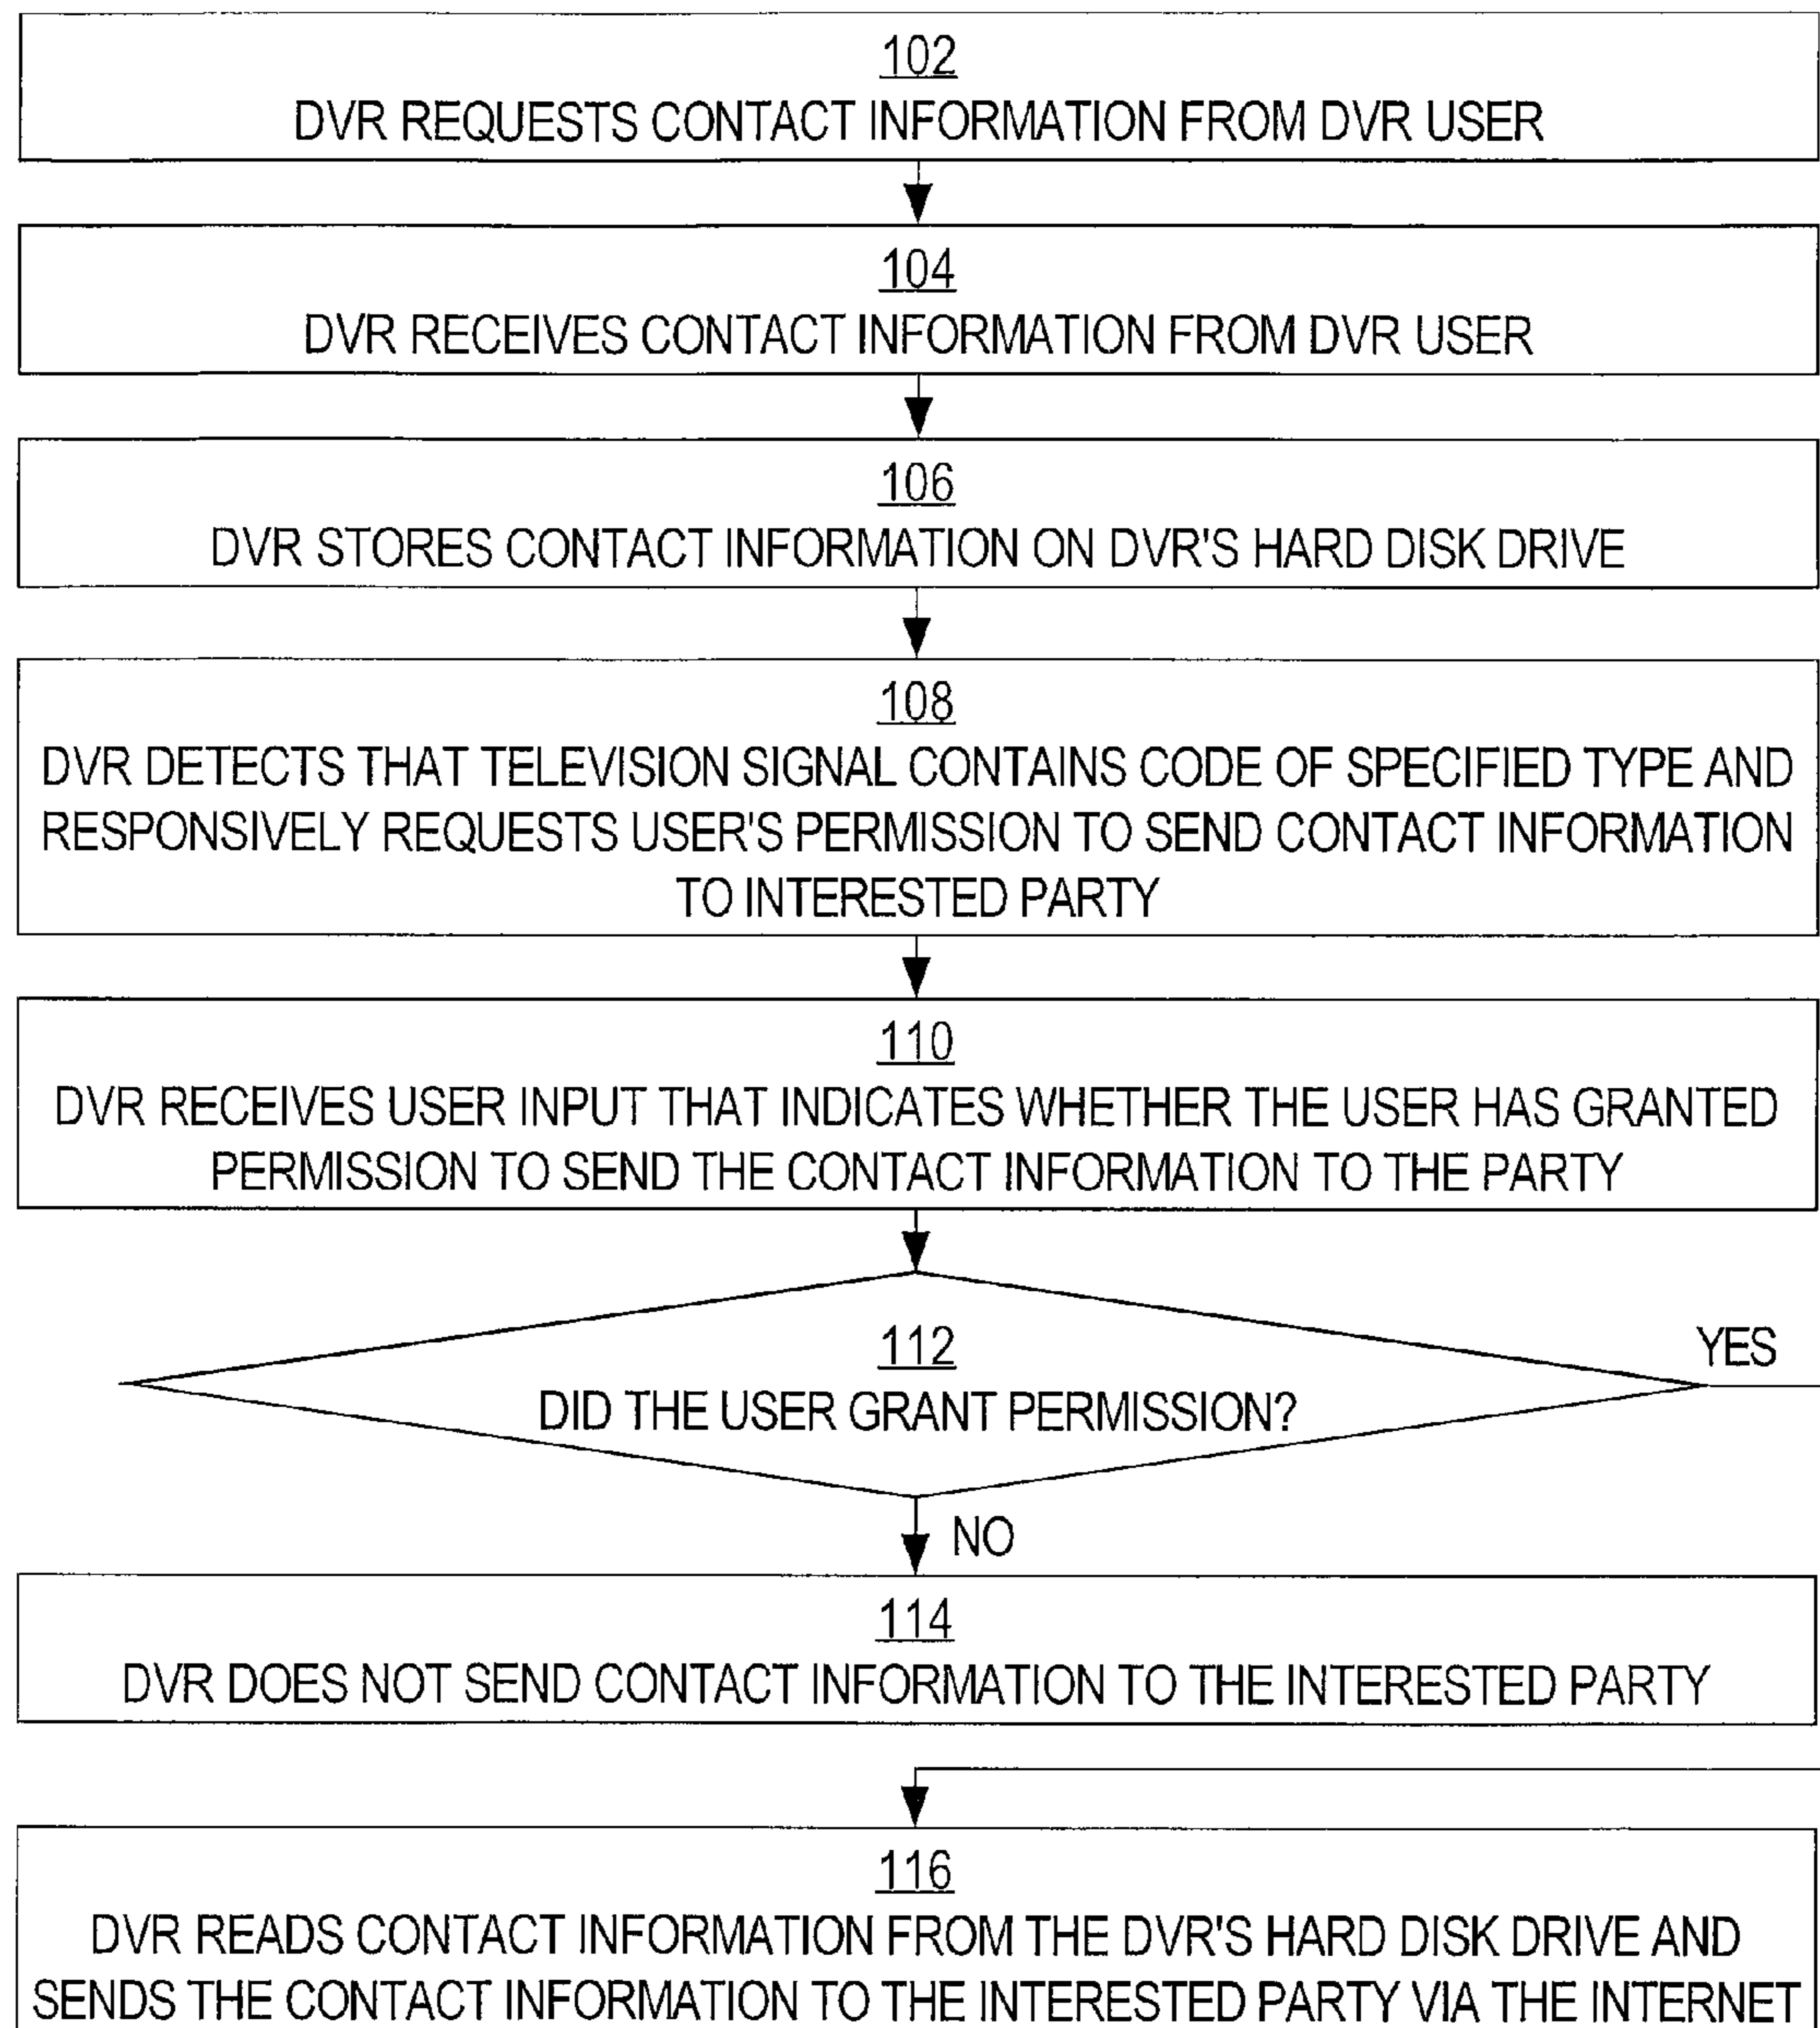 102
DVR REQUESTS CONTACT INFORMATION FROM DVR USER
104
DVR RECEIVES CONTACT INFORMATION FROM DVR USER
106
DVR STORES CONTACT INFORMATION ON DVR'S HARD DISK DRIVE
108
DVR DETECTS THAT TELEVISION SIGNAL CONTAINS CODE OF SPECIFIED TYPE AND
RESPONSIVELY REQUESTS USER'S PERMISSION TO SEND CONTACT INFORMATION
TO INTERESTED PARTY
110
DVR RECEIVES USER INPUT THAT INDICATES WHETHER THE USER HAS GRANTED
PERMISSION TO SEND THE CONTACT INFORMATION TO THE PARTY
112
DID THE USER GRANT PERMISSION?
YES
NO
114
DVR DOES NOT SEND CONTACT INFORMATION TO THE INTERESTED PARTY
116
DVR READS CONTACT INFORMATION FROM THE DVR'S HARD DISK DRIVE AND
SENDS THE CONTACT INFORMATION TO THE INTERESTED PARTY VIA THE INTERNET